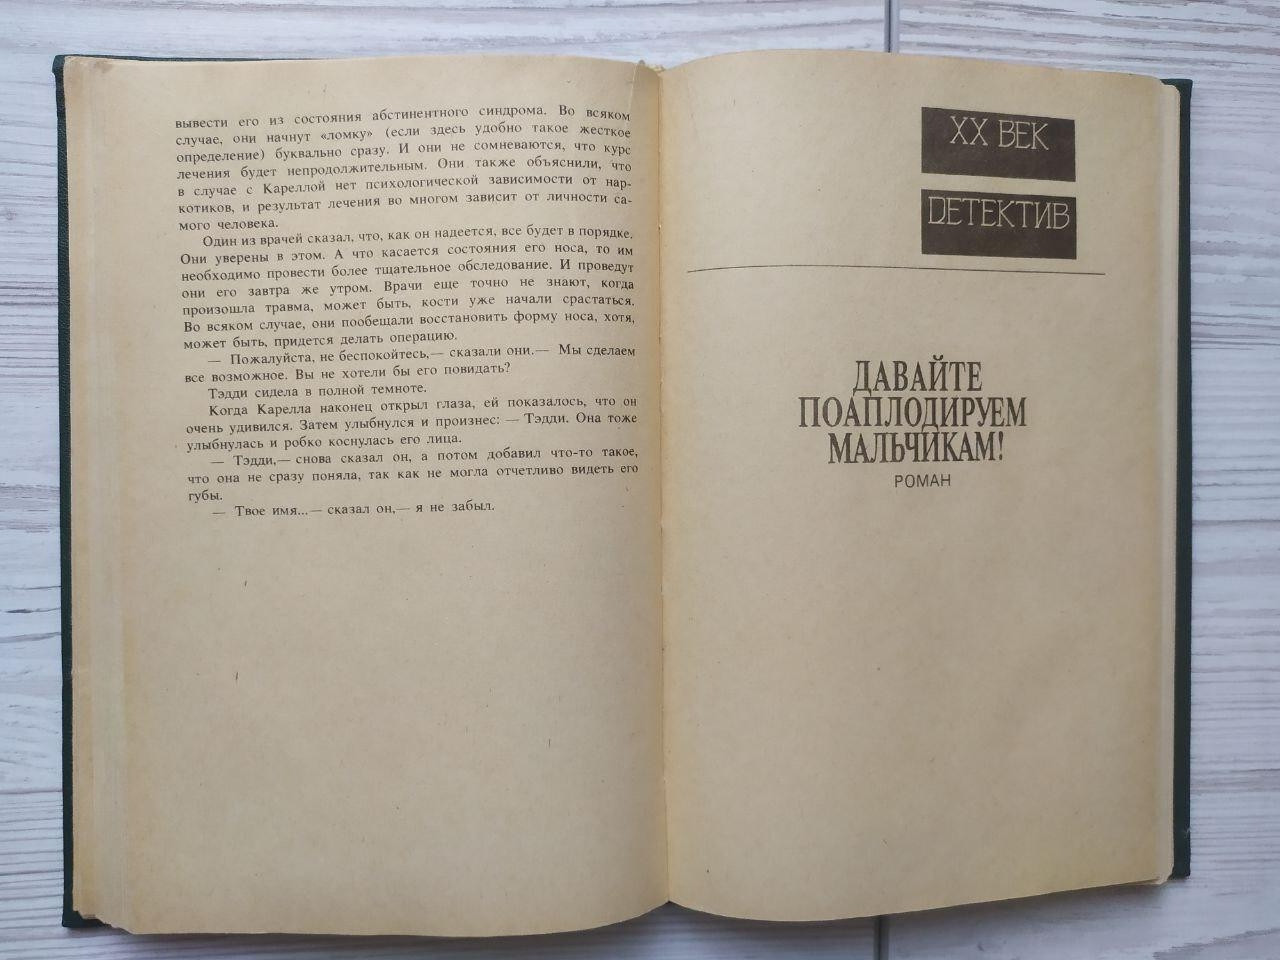 вывести его из состояния абстинентного синдрома. Во всяком
случае, они начнут «ломку» (если здесь удобно такое жесткое
определение) буквально сразу. И они не сомневаются, что курс
лечения будет непродолжительным. Они также объяснили, что
в случае с Кареллой нет психологической зависимости от нар-
котиков, и результат лечения во многом зависит от личности са-
мого человека.
Один из врачей сказал, что, как он надеется, все будет в порядке.
Они уверены в этом. А что касается состояния его носа, то им
необходимо провести более тщательное обследование. И проведут
они его завтра же утром. Врачи еще точно не знают, когда
произошла травма, может быть, кости уже начали срастаться.
Во всяком случае, они пообещали восстановить форму носа, хотя,
может быть, придется делать операцию.
— Пожалуйста, не беспокойтесь,— сказали они.— Мы сделаем
все возможное. Вы не хотели бы его повидать?
Тэдди сидела в полной темноте.
Когда Карелла наконец открыл глаза, ей показалось, что он
очень удивился. Затем улыбнулся и произнес: — Тэдди. Она тоже
улыбнулась и робко коснулась его лица.
— Тэдди,— снова сказал он, а потом добавил что-то такое,
что она не сразу поняла, так как не могла отчетливо видеть его
губы.
— Твое имя...— сказал он,— я не забыл.
XX ВЕК
ДЕТЕКТИВ
ДАВАЙТЕ
ПОАПЛОДИРУЕМ
МАЛЬЧИКАМ!
РОМАН